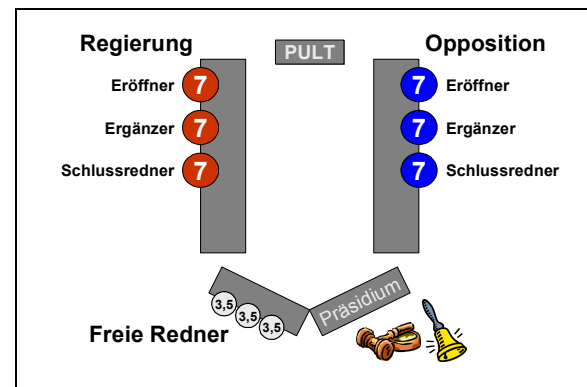 Regierung
PULT
Opposition
Eröffner 7
7 Eröffner
Ergänzer 7
7 Ergänzer
Schlussredner 7
7 Schlussredner
3,5
3,5
3,5
Präsidium
Freie Redner